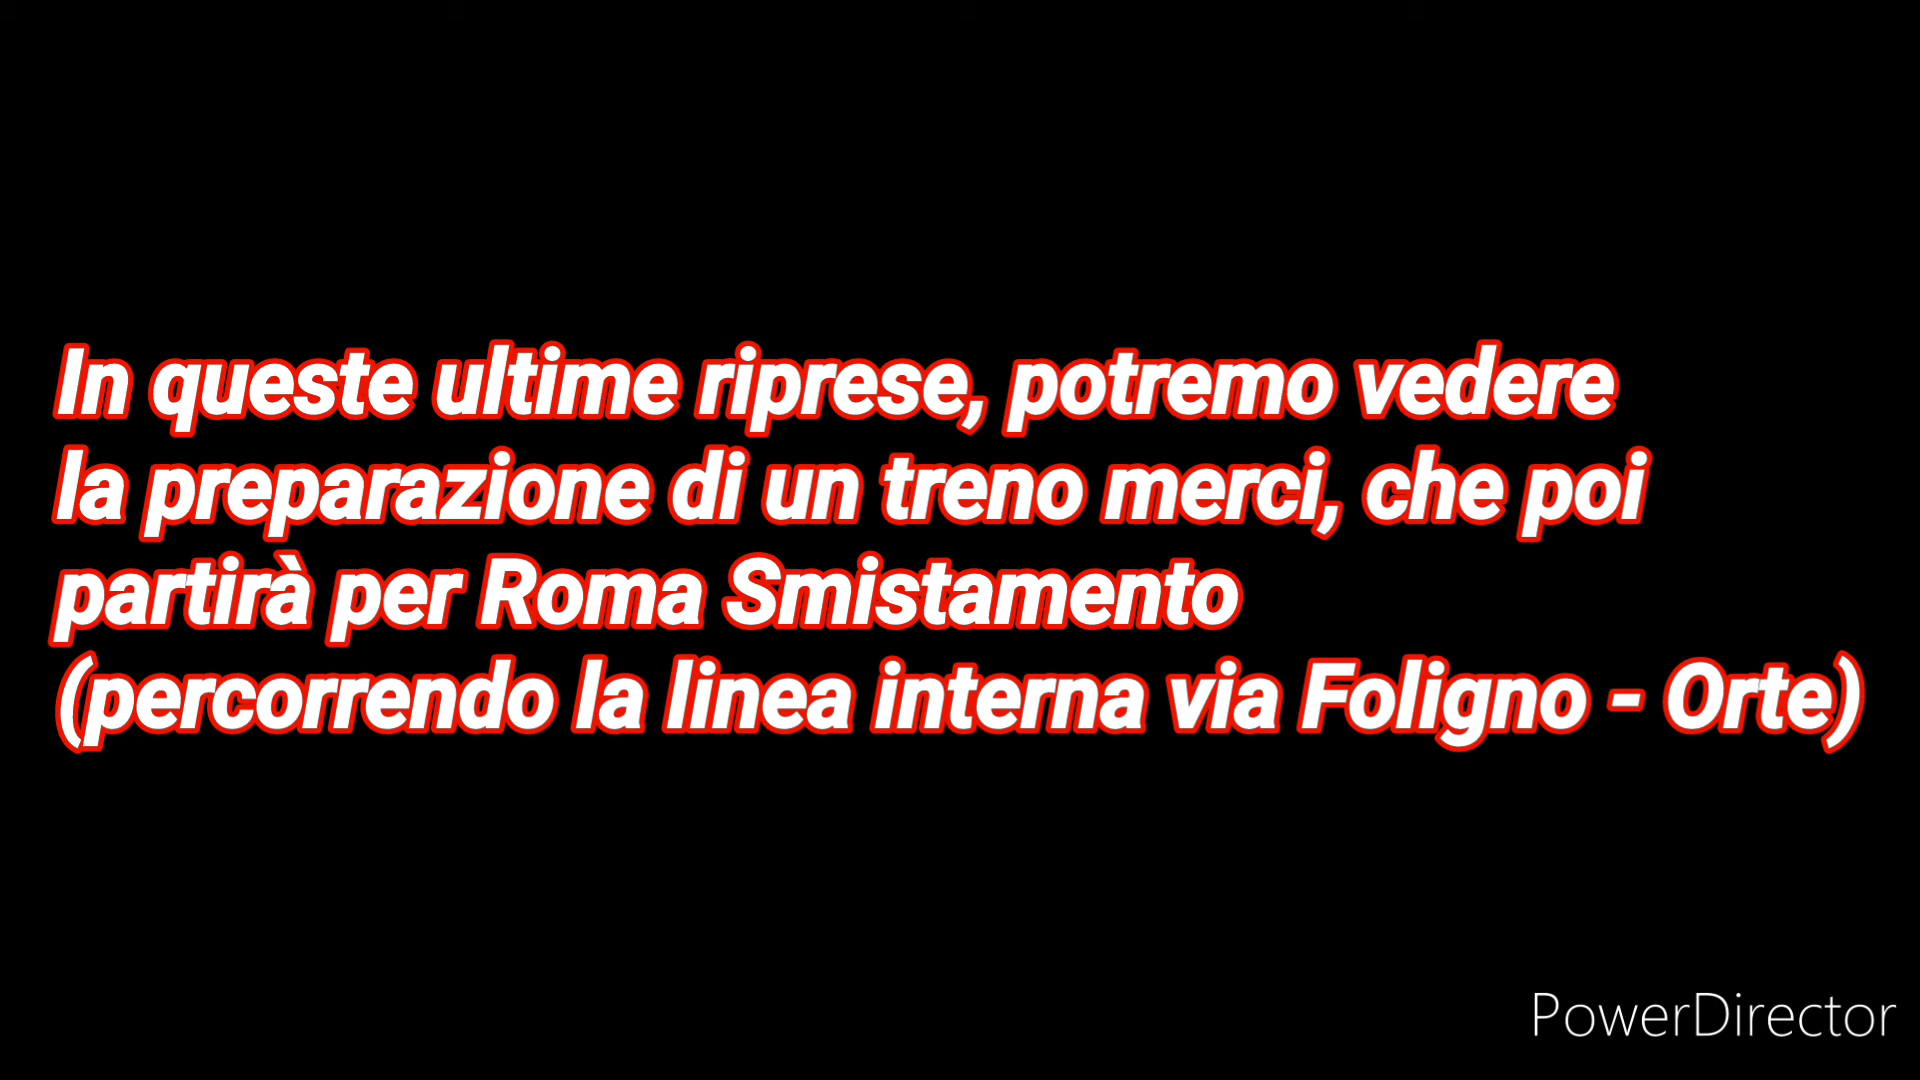 In queste ultime riprese, potremo vedere
la preparazione di un treno merci, che poi
partirà per Roma Smistamento
(percorrendo la linea interna via Foligno - Orte)
PowerDirector